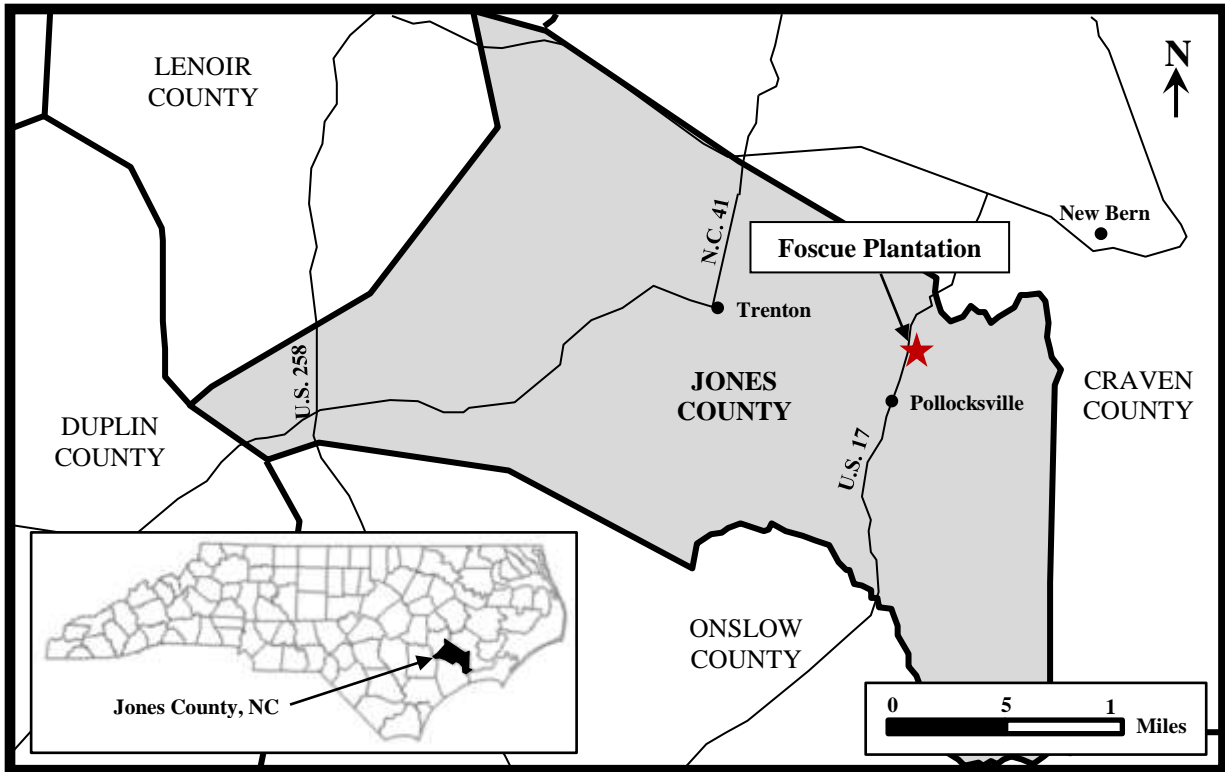 LENOIR
COUNTY
N
New Bern
N.C. 41
Foscue Plantation
Trenton
U.S. 258
JONES
COUNTY
CRAVEN
COUNTY
Pollocksville
DUPLIN
COUNTY
U.S. 17
ONSLOW
COUNTY
Jones County, NC
0 5 1
Miles